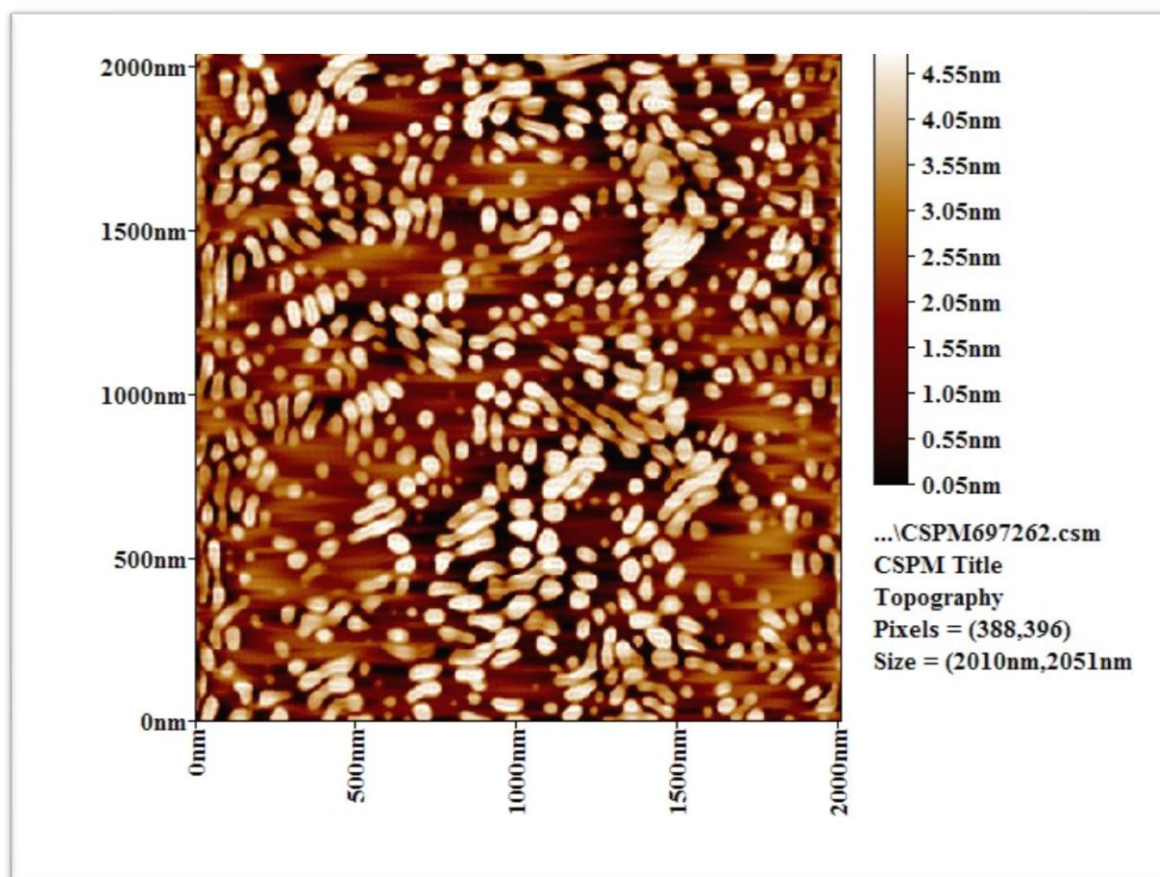 2000nm
1500nm
1000nm
500nm
0nm
0nm
500nm
1000nm
1500nm
2000nm
4.55nm
4.05nm
3.55nm
3.05nm
2.55nm
2.05nm
1.55nm
1.05nm
0.55nm
0.05nm
...\CSPM697262.csm
CSPM Title
Topography
Pixels = (388,396)
Size = (2010nm,2051nm